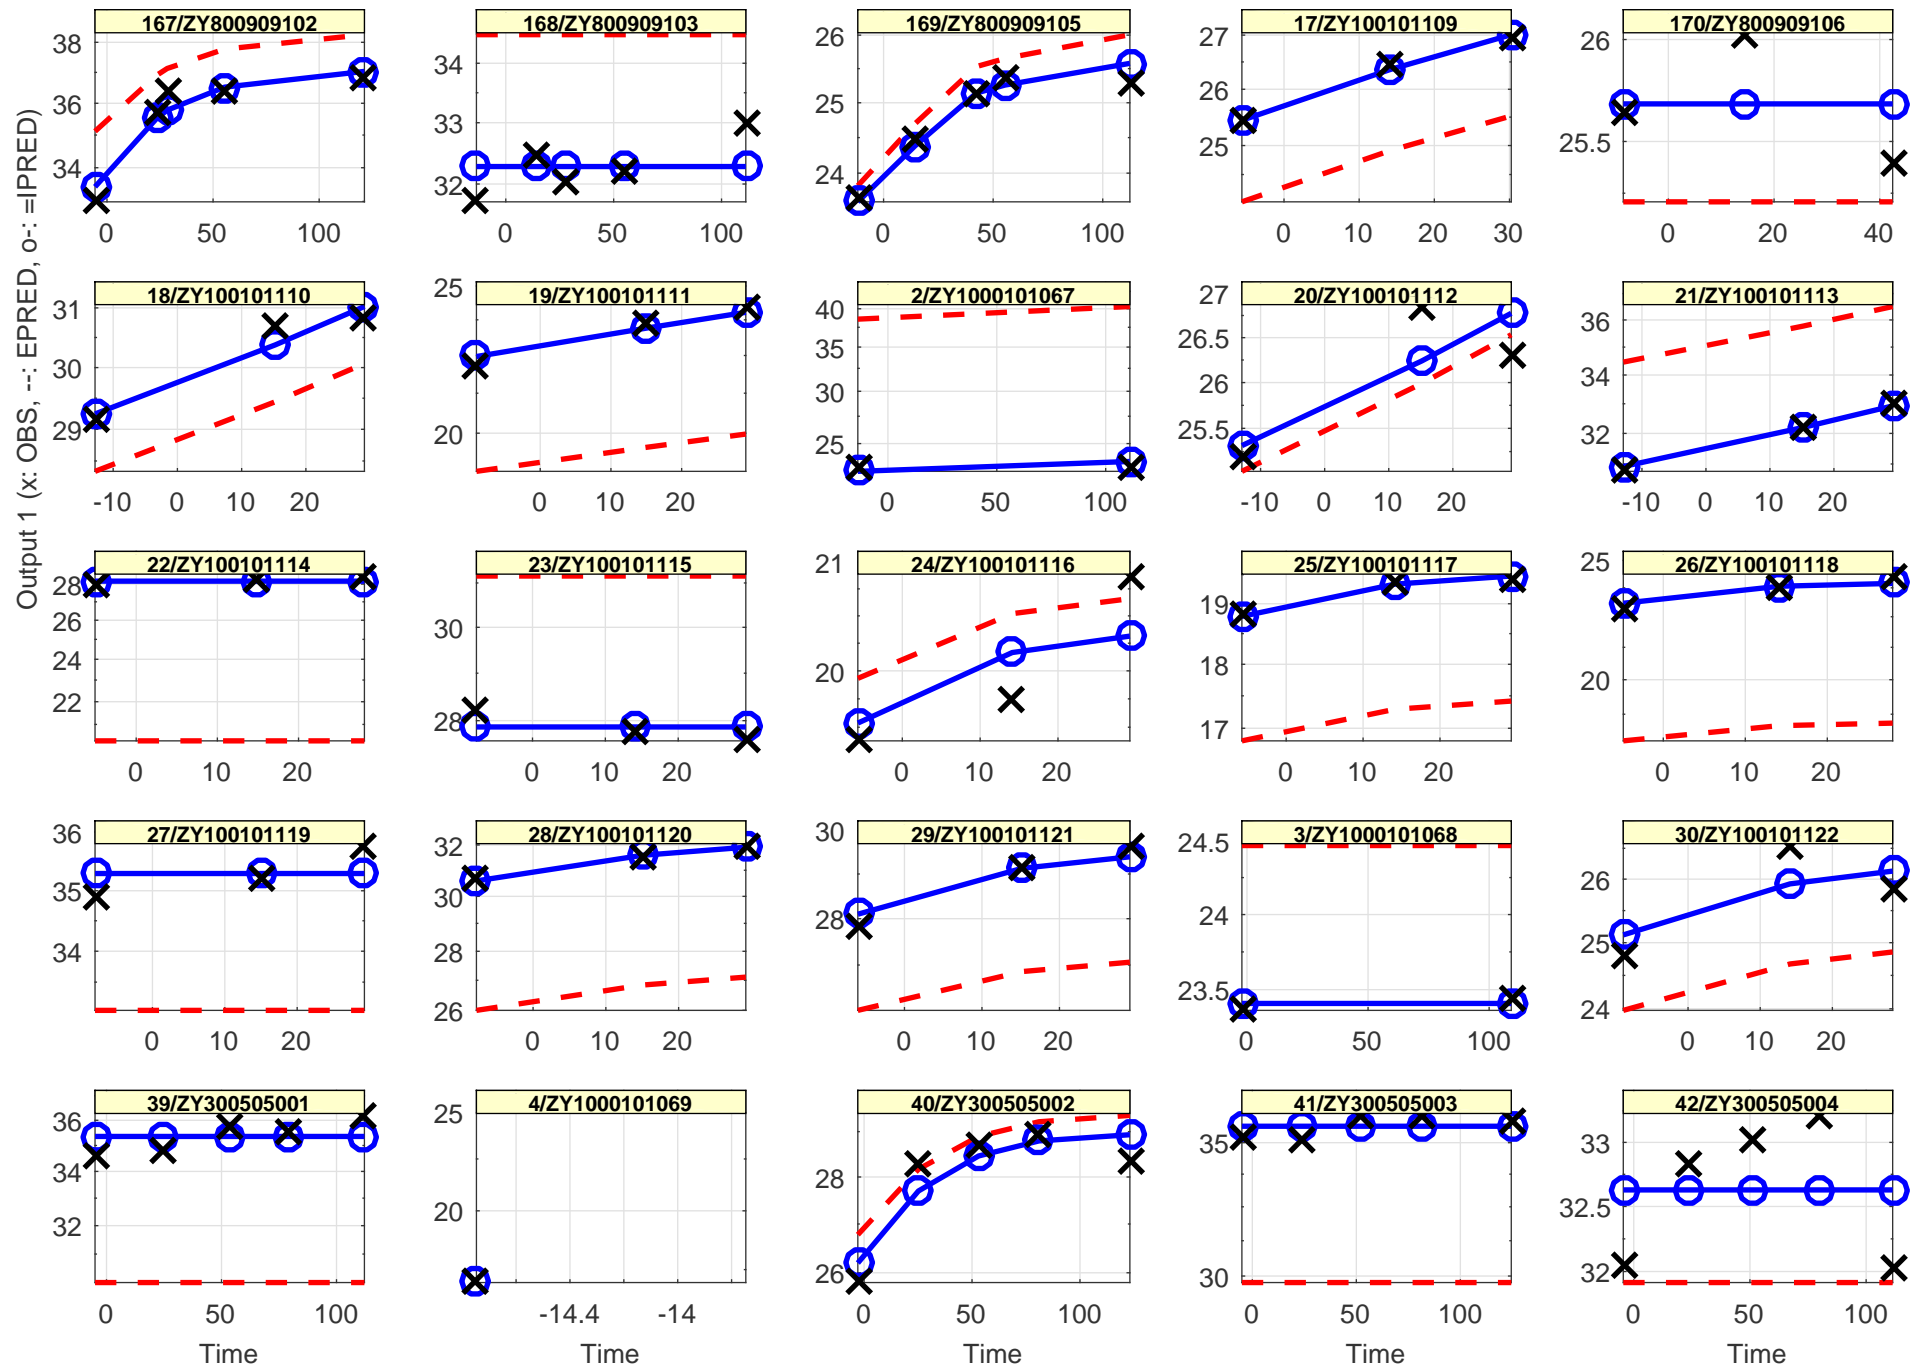 Output 1 (x: OBS, --: EPRED, o-: =IPRED)
167/ZY800909102
38
36
34
0 50 100
168/ZY800909103
34
33
32
0 50 100
169/ZY800909105
26
25
24
0 50 100
17/ZY100101109
27
26
25
0 10 20 30
170/ZY800909106
26
25.5
0 20 40
18/ZY100101110
31
30
29
-10 0 10 20
19/ZY100101111
25
20
0 10 20
2/ZY1000101067
40
35
30
25
0 50 100
20/ZY100101112
27
26.5
26
25.5
-10 0 10 20
21/ZY100101113
36
34
32
-10 0 10 20
22/ZY100101114
28
26
24
22
0 10 20
23/ZY100101115
30
28
0 10 20
24/ZY100101116
21
20
0 10 20
25/ZY100101117
19
18
17
0 10 20
26/ZY100101118
25
20
0 10 20
27/ZY100101119
36
35
34
0 10 20
28/ZY100101120
32
30
28
26
0 10 20
29/ZY100101121
30
28
0 10 20
3/ZY1000101068
24.5
24
23.5
0 50 100
30/ZY100101122
26
25
24
0 10 20
39/ZY300505001
36
34
32
0 50 100
Time
4/ZY1000101069
25
20
-14.4 -14
Time
40/ZY300505002
28
26
0 50 100
Time
41/ZY300505003
35
30
0 50 100
Time
42/ZY300505004
33
32.5
32
0 50 100
Time